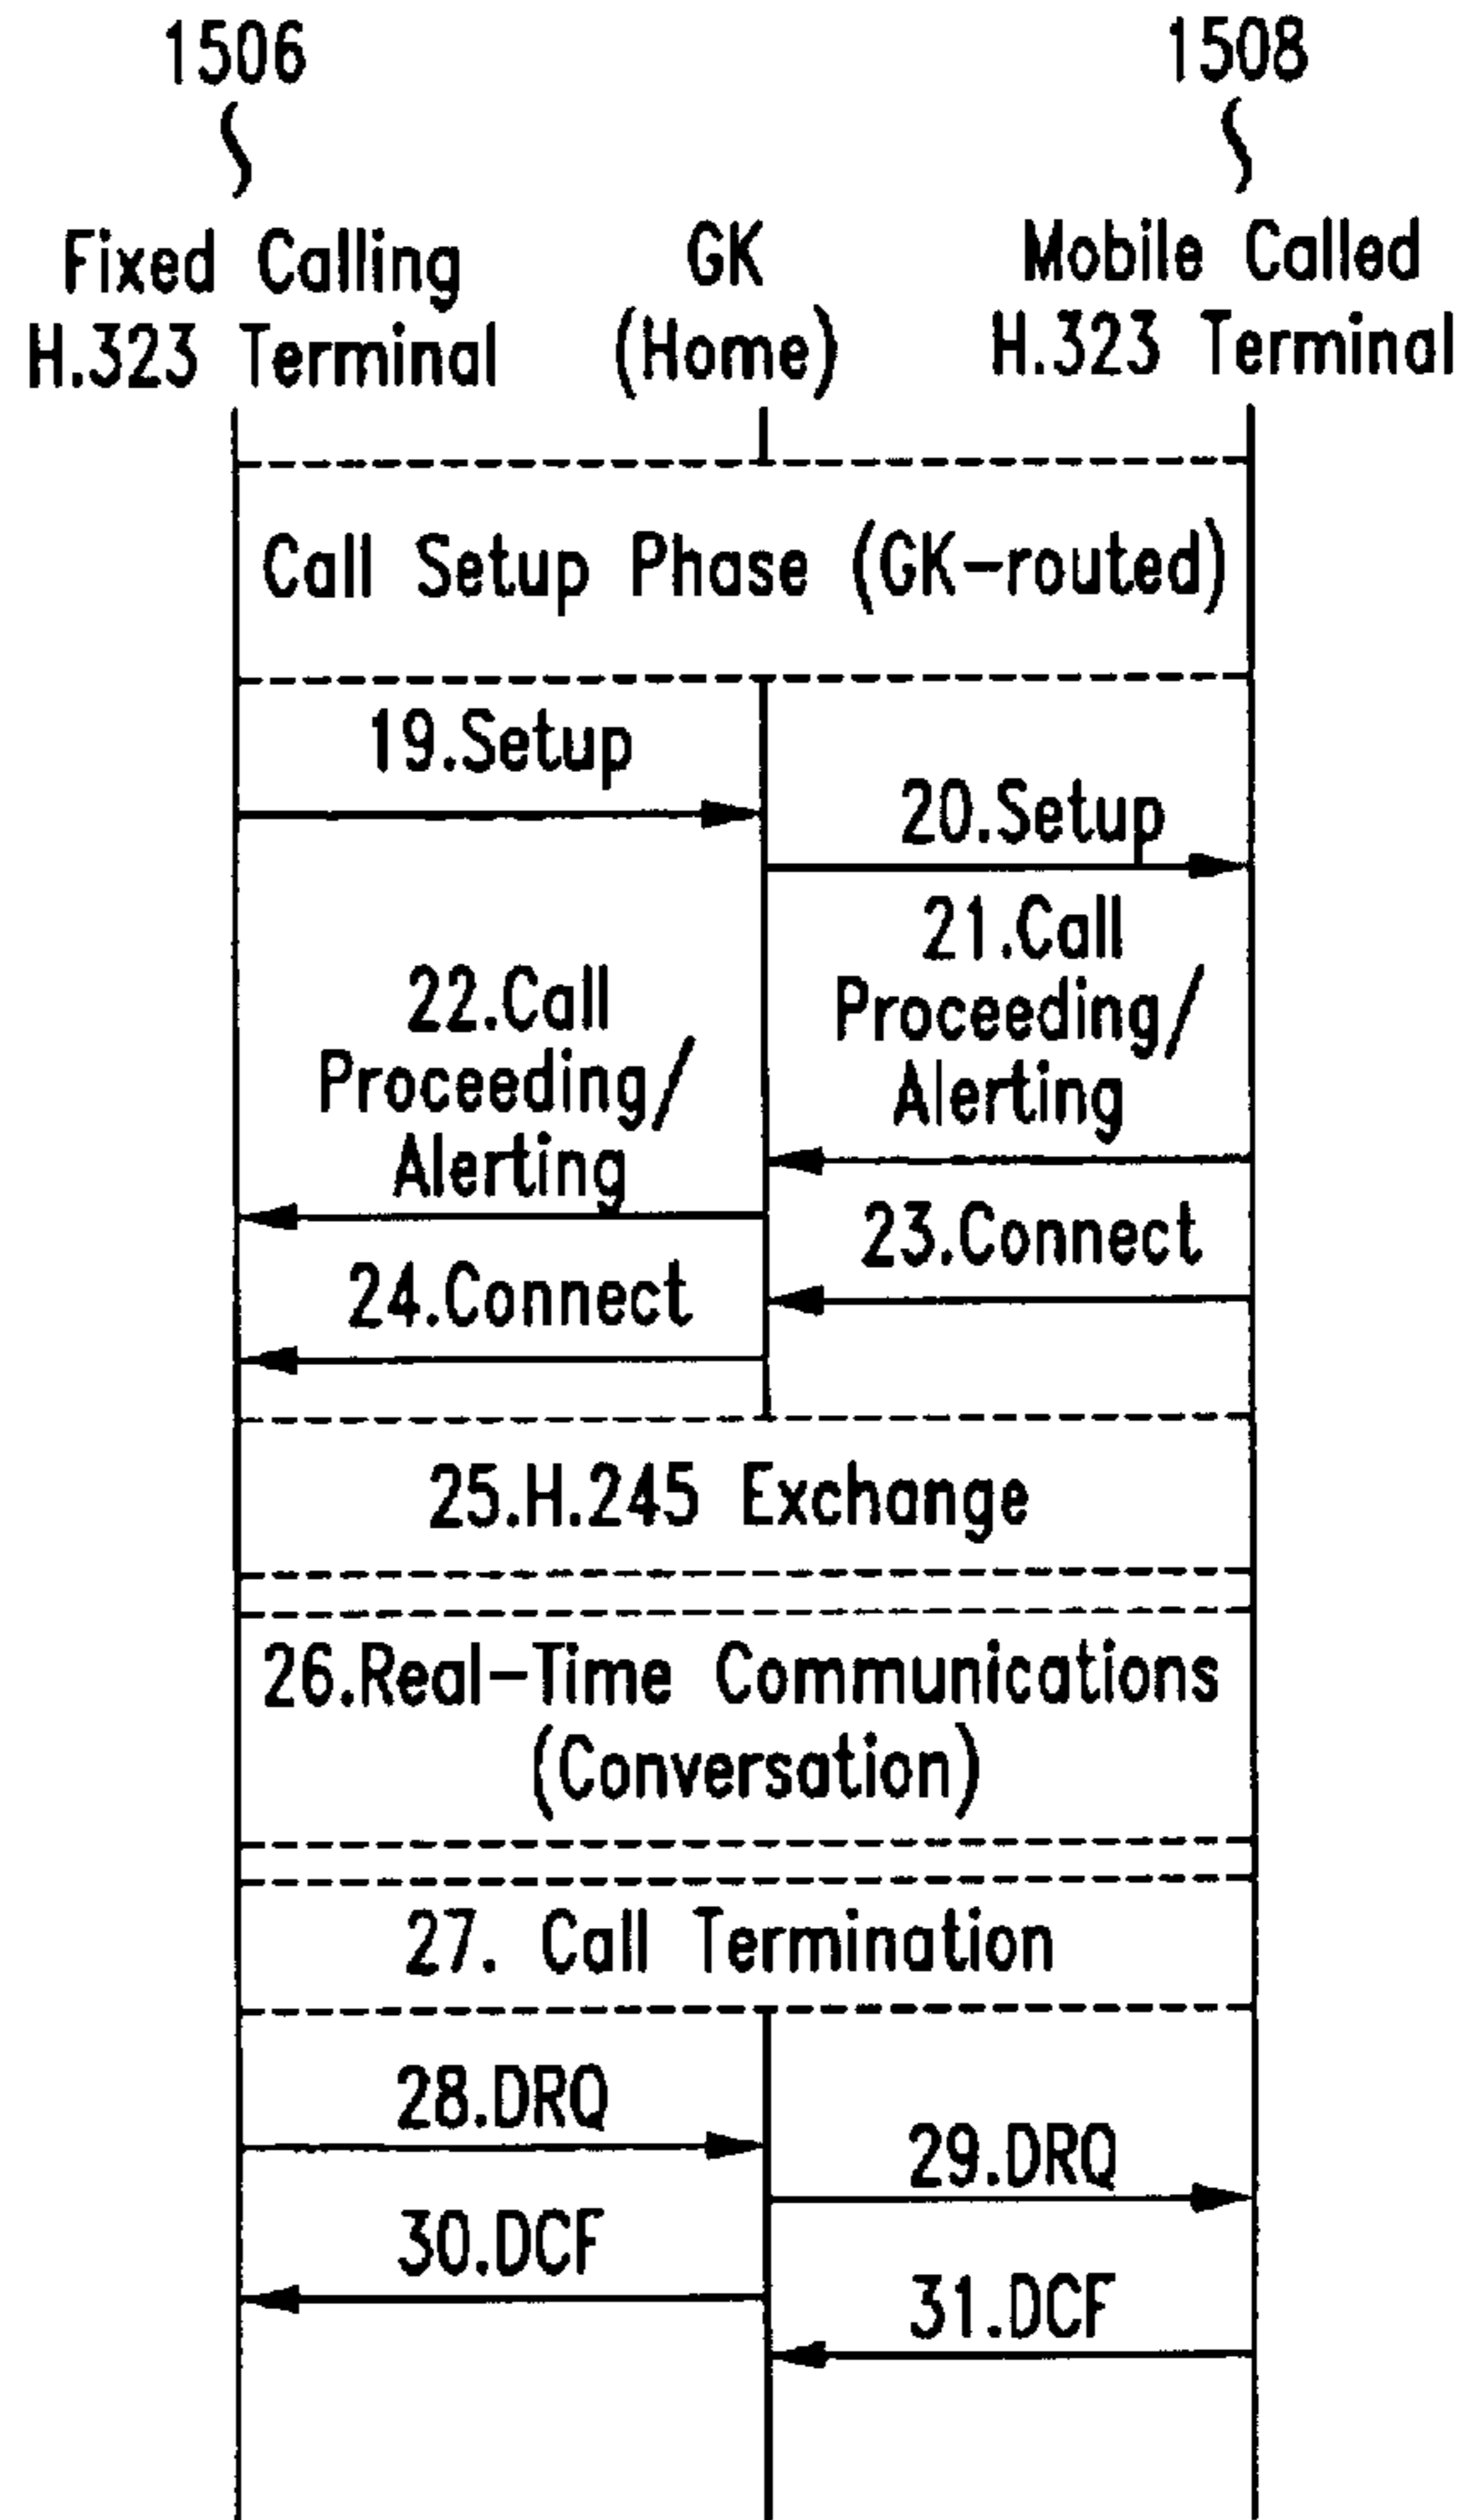 1506
1508
Fixed Calling
H.323 Terminal
GK
(Home)
Mobile Called
H.323 Terminal
Call Setup Phase (GK-routed)
19.Setup
20.Setup
21.Call
Proceeding/
Alerting
22.Call
Proceeding/
Alerting
23.Connect
24.Connect
25.H.245 Exchange
26.Real-Time Communications
(Conversation)
27. Call Termination
28.DRQ
29.DRQ
30.DCF
31.DCF